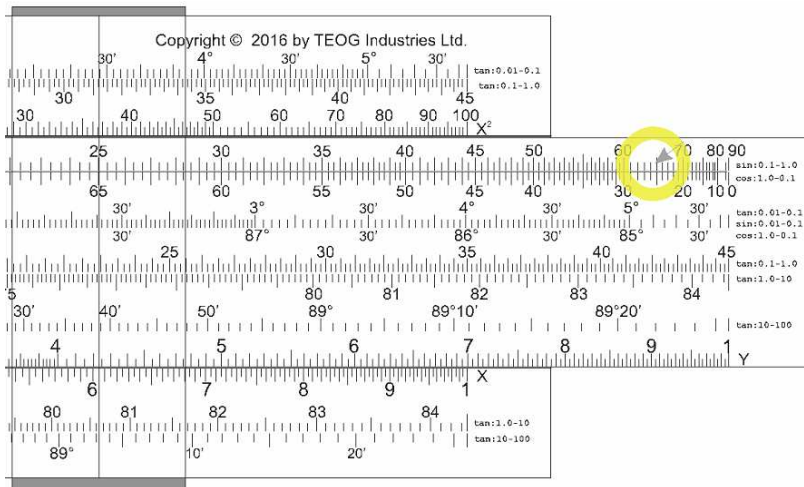 Copyright © 2016 by TEOG Industries Ltd.
30' 4° 30' 5° 30'
tan:0.01-0.1
tan:0.1-1.0
30 35 40 45
30 40 50 60 70 80 90 100 X²
25 30 35 40 45 50 60 70 80 90
sin:0.1-1.0
cos:1.0-0.1
65 60 55 50 45 40 30 20 10 0
30' 3° 30' 4° 30' 5° 30'
tan:0.01-0.1
sin:0.01-0.1
cos:1.0-0.1
30' 87° 30' 86° 30' 85° 30'
25 30 35 40 45
tan:0.1-1.0
tan:1.0-10
80 81 82 83 84
30' 40' 50' 89° 89°10' 89°20'
tan:10-100
4 5 6 7 8 9 1 Y
6 7 8 9 1 X
80 81 82 83 84
tan:1.0-10
tan:10-100
89° 10' 20'